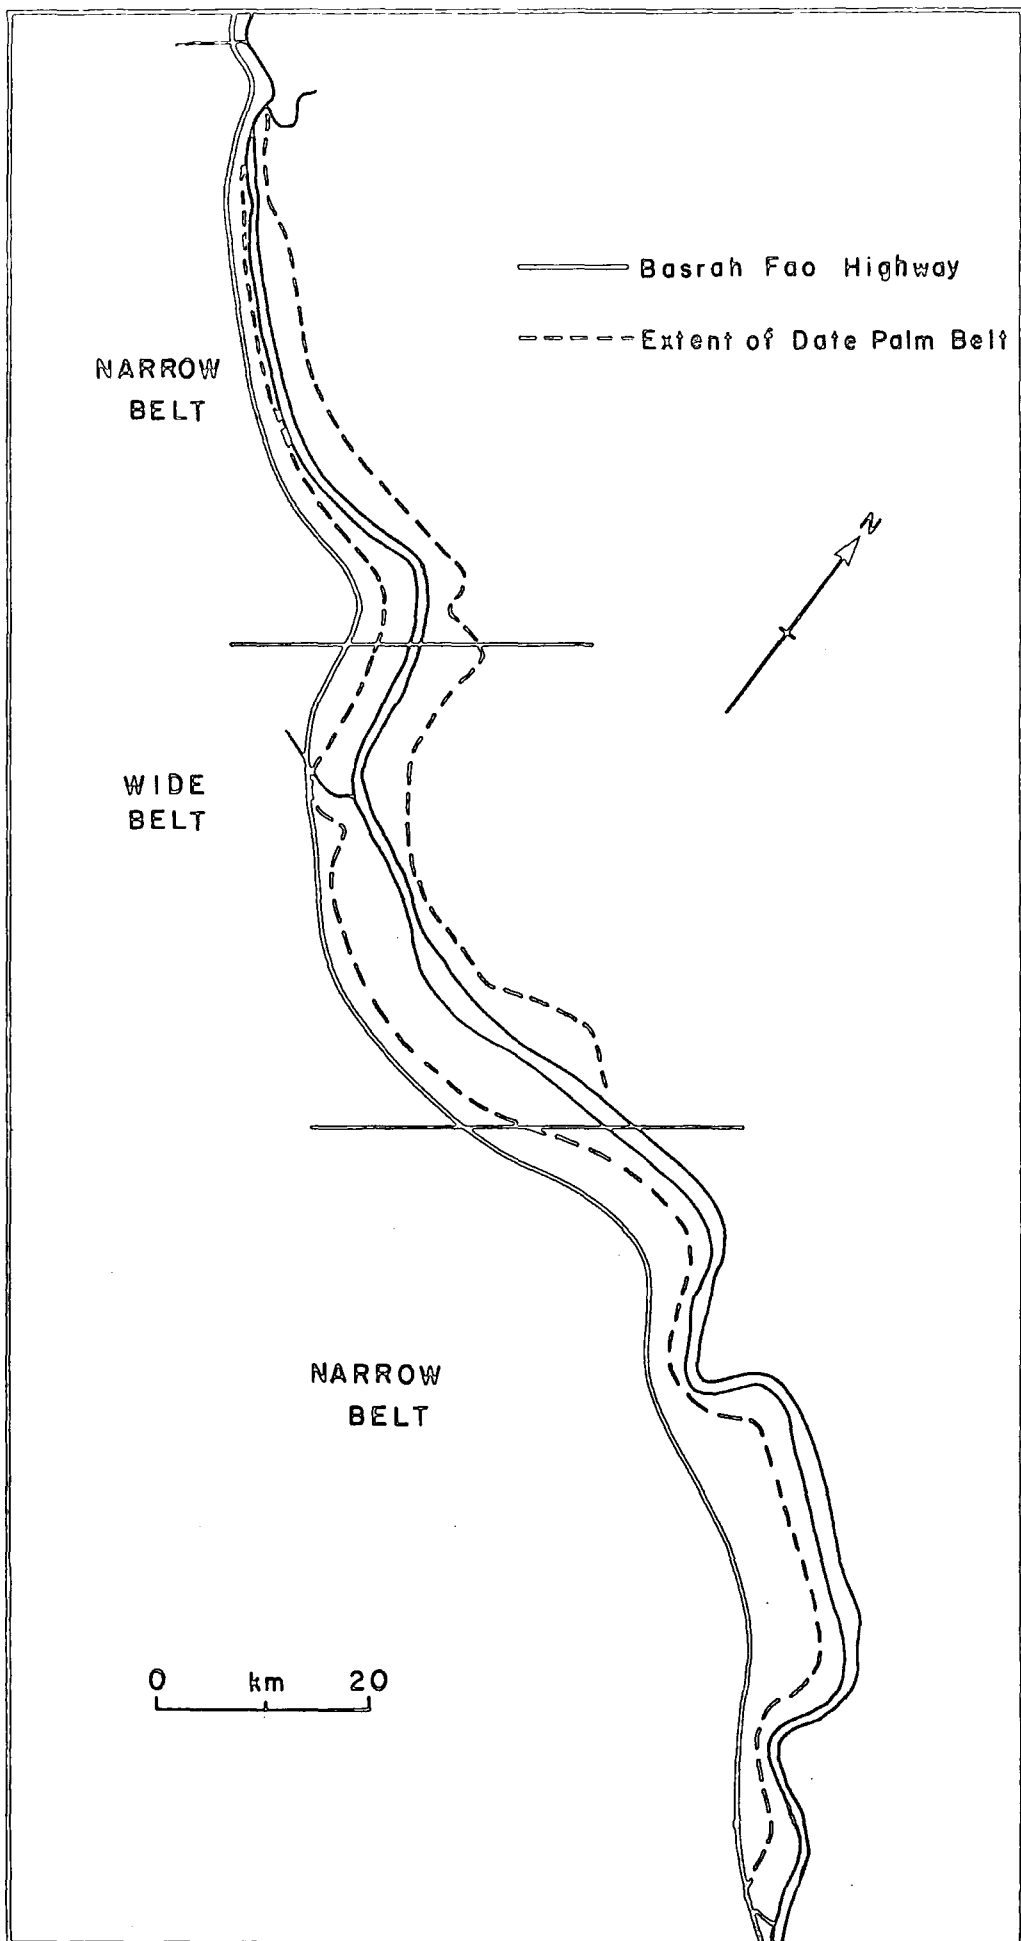 Basrah Fao Highway
Extent of Date Palm Belt
NARROW
BELT
N
WIDE
BELT
NARROW
BELT
0 km 20